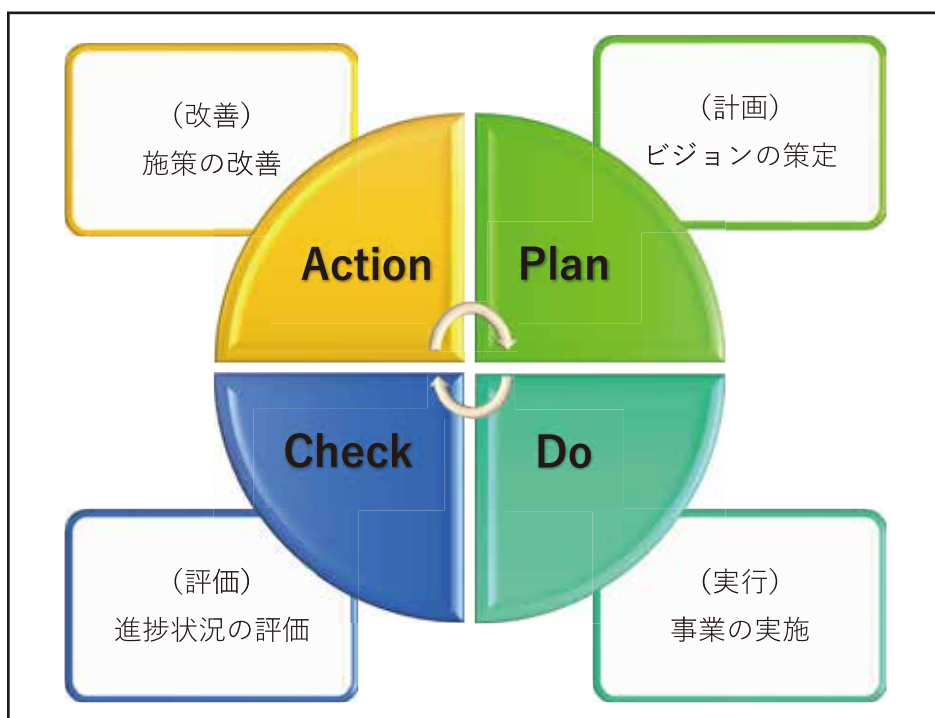 （改善）
施策の改善
（計画）
ビジョンの策定
Action
Plan
Check
Do
（評価）
進捗状況の評価
（実行）
事業の実施